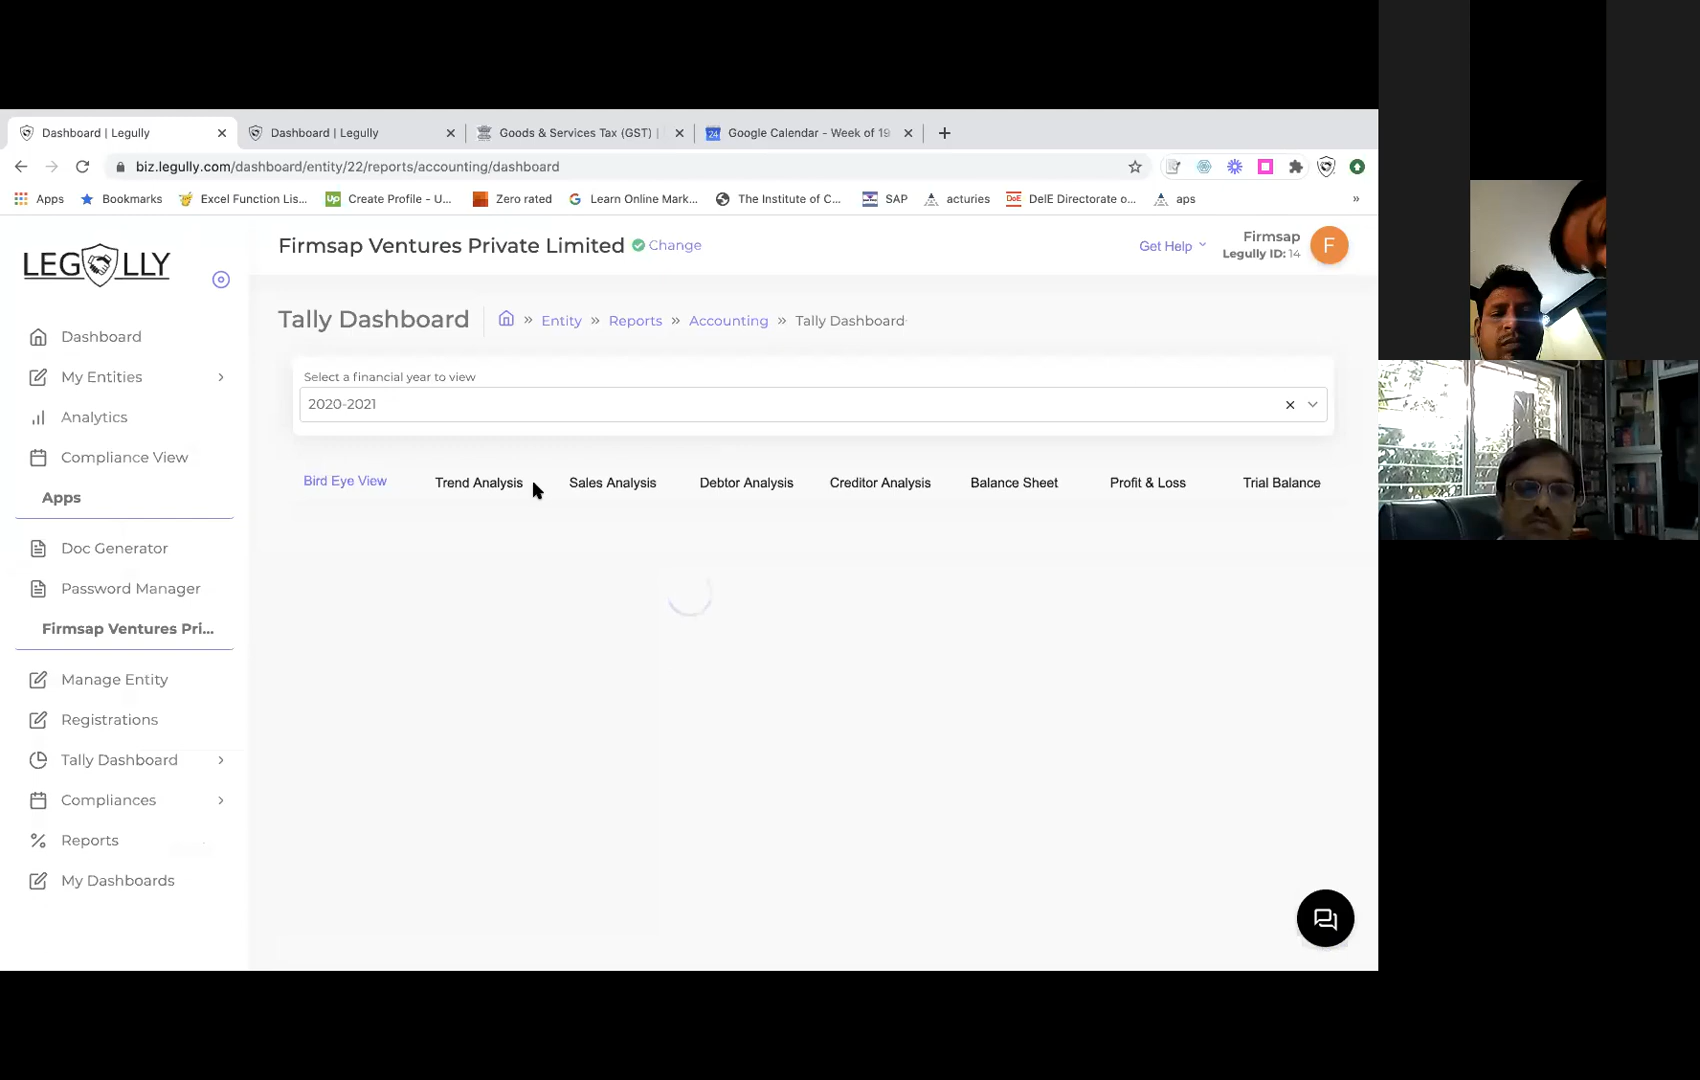 Dashboard | Legully
Dashboard | Legully
Goods & Services Tax (GST) |
24 Google Calendar - Week of 19
biz.legully.com/dashboard/entity/22/reports/accounting/dashboard
Apps
Bookmarks
Excel Function Lis...
Up Create Profile - U...
Zero rated
Learn Online Mark...
The Institute of C...
SAP
acturies
DoE DelE Directorate o...
aps
»
LEGULLY
Firmsap Ventures Private Limited Change
Get Help
Firmsap
Legully ID: 14
F
Dashboard
My Entities
Analytics
Compliance View
Apps
Doc Generator
Password Manager
Firmsap Ventures Pri...
Manage Entity
Registrations
Tally Dashboard
Compliances
Reports
My Dashboards
Tally Dashboard » Entity » Reports » Accounting » Tally Dashboard
Select a financial year to view
2020-2021
Bird Eye View Trend Analysis Sales Analysis Debtor Analysis Creditor Analysis Balance Sheet Profit & Loss Trial Balance